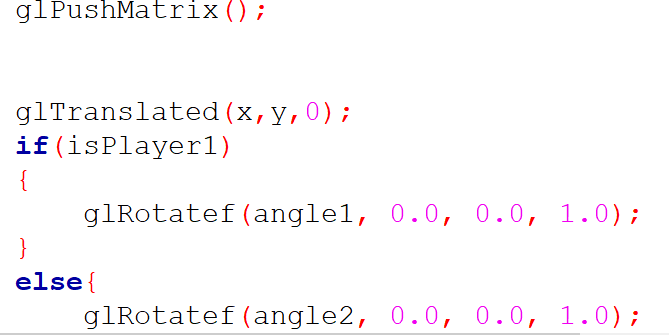 glPushMatrix();
glTranslated(x,y,0);
if(isPlayer1)
{
glRotatef(angle1, 0.0, 0.0, 1.0);
}
else{
glRotatef(angle2, 0.0, 0.0, 1.0);